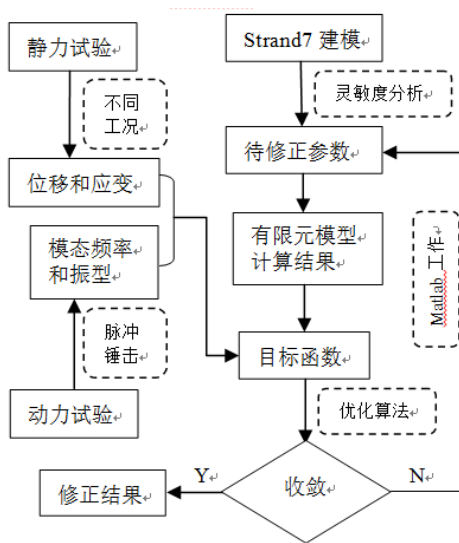 静力试验
不同
工况
位移和应变
模态频率
和振型
脉冲
锤击
动力试验
Strand7 建模
灵敏度分析
待修正参数
有限元模型
计算结果
Matlab 工作
目标函数
优化算法
收敛
Y
N
修正结果